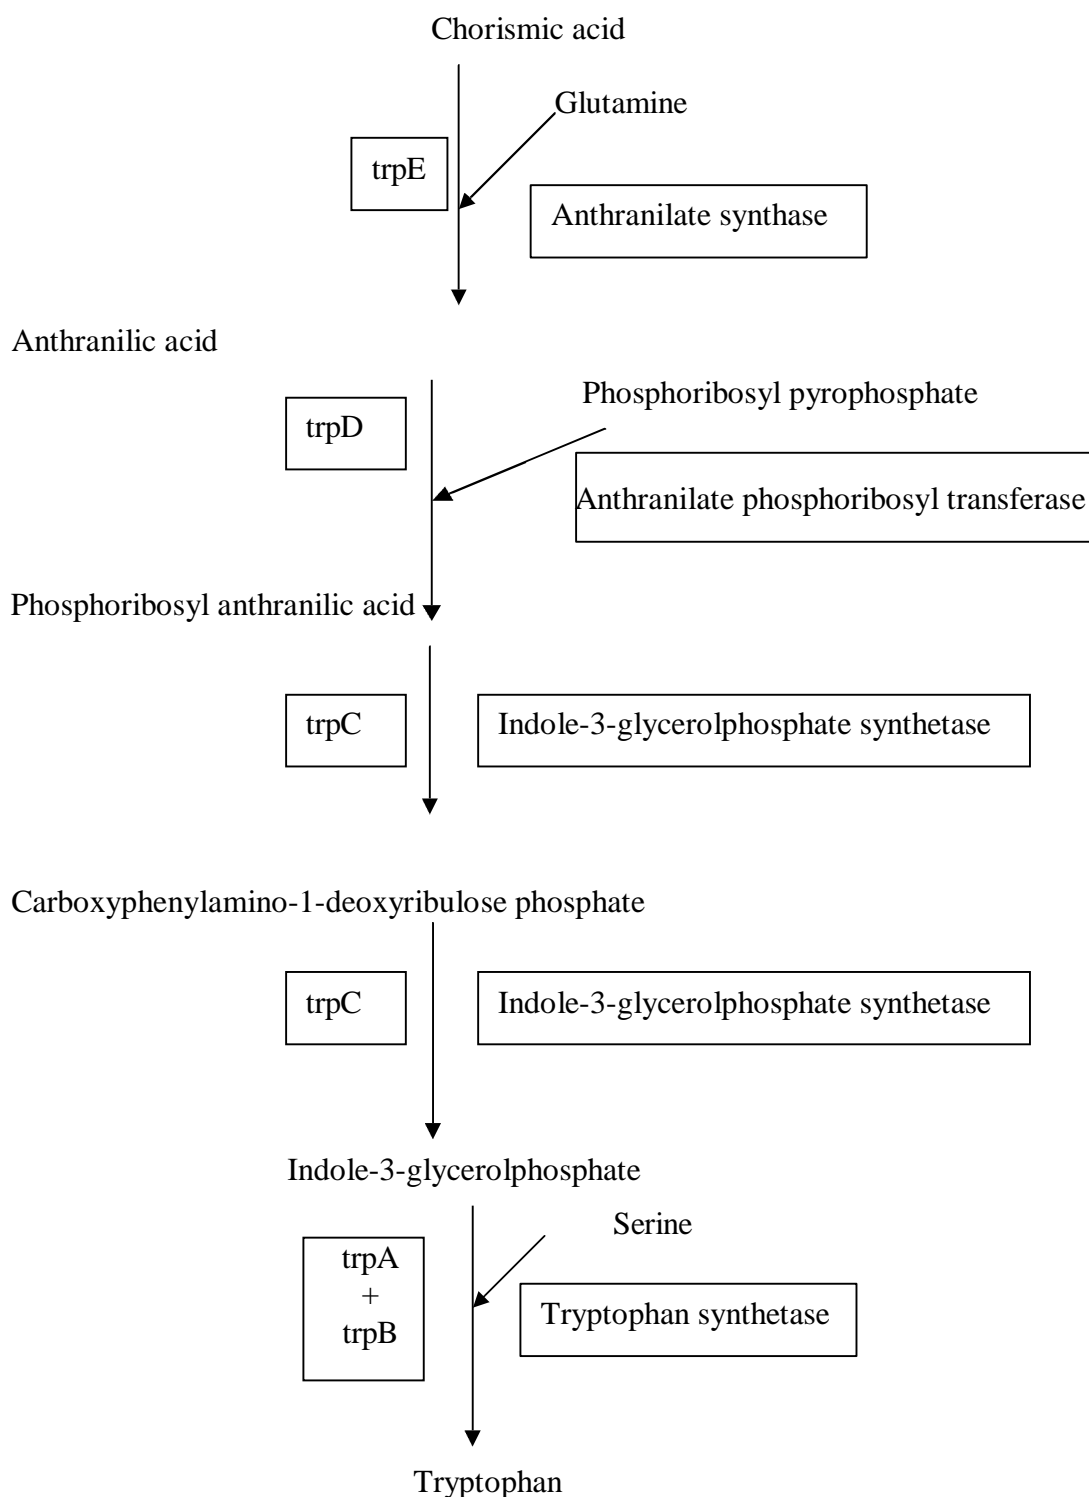 Chorismic acid
Glutamine
trpE
Anthranilate synthase
Anthranilic acid
Phosphoribosyl pyrophosphate
trpD
Anthranilate phosphoribosyl transferase
Phosphoribosyl anthranilic acid
trpC
Indole-3-glycerolphosphate synthetase
Carboxyphenylamino-1-deoxyribulose phosphate
trpC
Indole-3-glycerolphosphate synthetase
Indole-3-glycerolphosphate
Serine
trpA
+
trpB
Tryptophan synthetase
Tryptophan